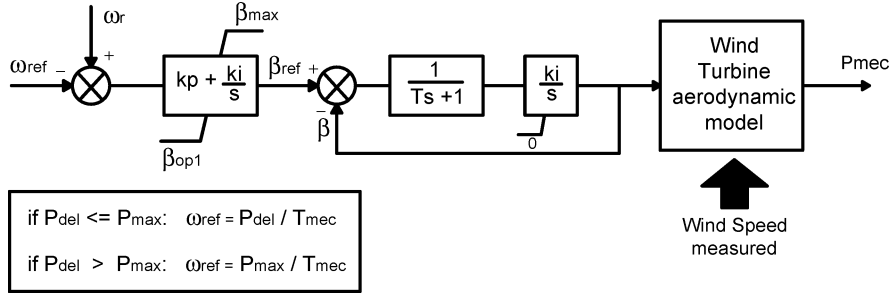 ωr
βmax
ωref
−
+
kp + ki/s
βop1
βref
+
−
β
1/Ts +1
ki/s
0
Wind
Turbine
aerodynamic
model
Pmec
Wind Speed
measured
if Pdel <= Pmax: ωref = Pdel / Tmec
if Pdel > Pmax: ωref = Pmax / Tmec